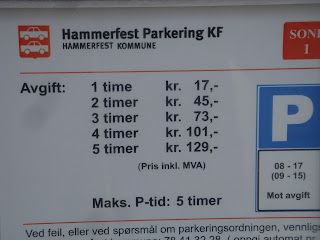 Hammerfest Parkering KF
HAMMERFEST KOMMUNE
SONE
1
Avgift: 1 time kr. 17,-
2 timer kr. 45,-
3 timer kr. 73,-
4 timer kr. 101,-
5 timer kr. 129,-
(Pris inkl. MVA)
Maks. P-tid: 5 timer
P
08 - 17
(09 - 15)
Mot avgift
Ved feil, eller ved spørsmål om parkeringsordningen, vennligst